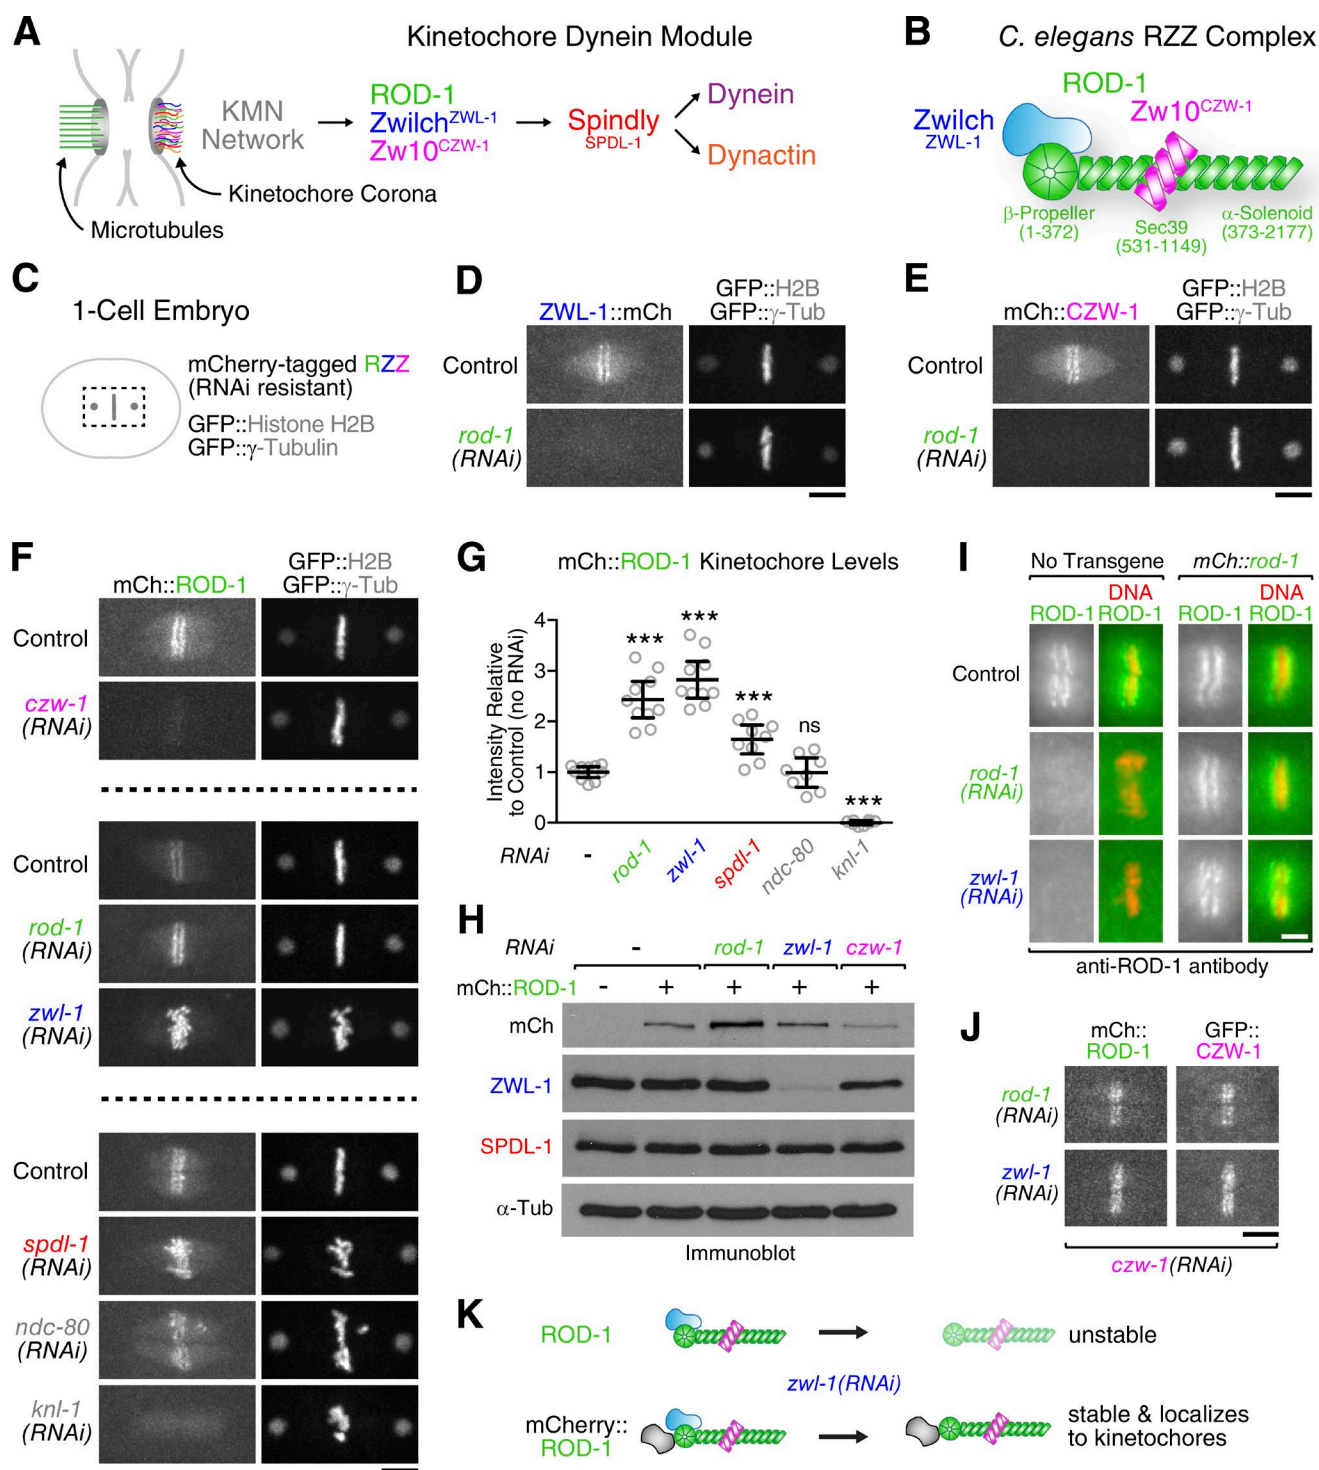 A
Kinetochore Dynein Module
KMN
Network
ROD-1
Zwilch^ZWL-1
Zw10^CZW-1
Spindly
SPDL-1
Dynein
Dynactin
Kinetochore Corona
Microtubules
B
C. elegans RZZ Complex
ROD-1
Zw10^CZW-1
Zwilch
ZWL-1
β-Propeller
(1-372)
Sec39
(531-1149)
α-Solenoid
(373-2177)
C
1-Cell Embryo
mCherry-tagged RZZ
(RNAi resistant)
GFP::Histone H2B
GFP::γ-Tubulin
D
ZWL-1::mCh
GFP::H2B
GFP::γ-Tub
Control
rod-1
(RNAi)
E
mCh::CZW-1
GFP::H2B
GFP::γ-Tub
Control
rod-1
(RNAi)
F
mCh::ROD-1
GFP::H2B
GFP::γ-Tub
Control
czw-1
(RNAi)
Control
rod-1
(RNAi)
zwl-1
(RNAi)
Control
spdl-1
(RNAi)
ndc-80
(RNAi)
knl-1
(RNAi)
G
mCh::ROD-1 Kinetochore Levels
Intensity Relative
to Control (no RNAi)
4
3
2
1
0
***
***
***
ns
***
RNAi
-
rod-1
zwl-1
spdl-1
ndc-80
knl-1
H
RNAi
- rod-1 zwl-1 czw-1
mCh::ROD-1 - + + + +
mCh
ZWL-1
SPDL-1
α-Tub
Immunoblot
I
No Transgene
mCh::rod-1
DNA
ROD-1 ROD-1
DNA
ROD-1 ROD-1
Control
rod-1
(RNAi)
zwl-1
(RNAi)
anti-ROD-1 antibody
J
mCh::
ROD-1
GFP::
CZW-1
rod-1
(RNAi)
zwl-1
(RNAi)
czw-1(RNAi)
K
ROD-1
unstable
zwl-1(RNAi)
mCherry::
ROD-1
stable & localizes
to kinetochores